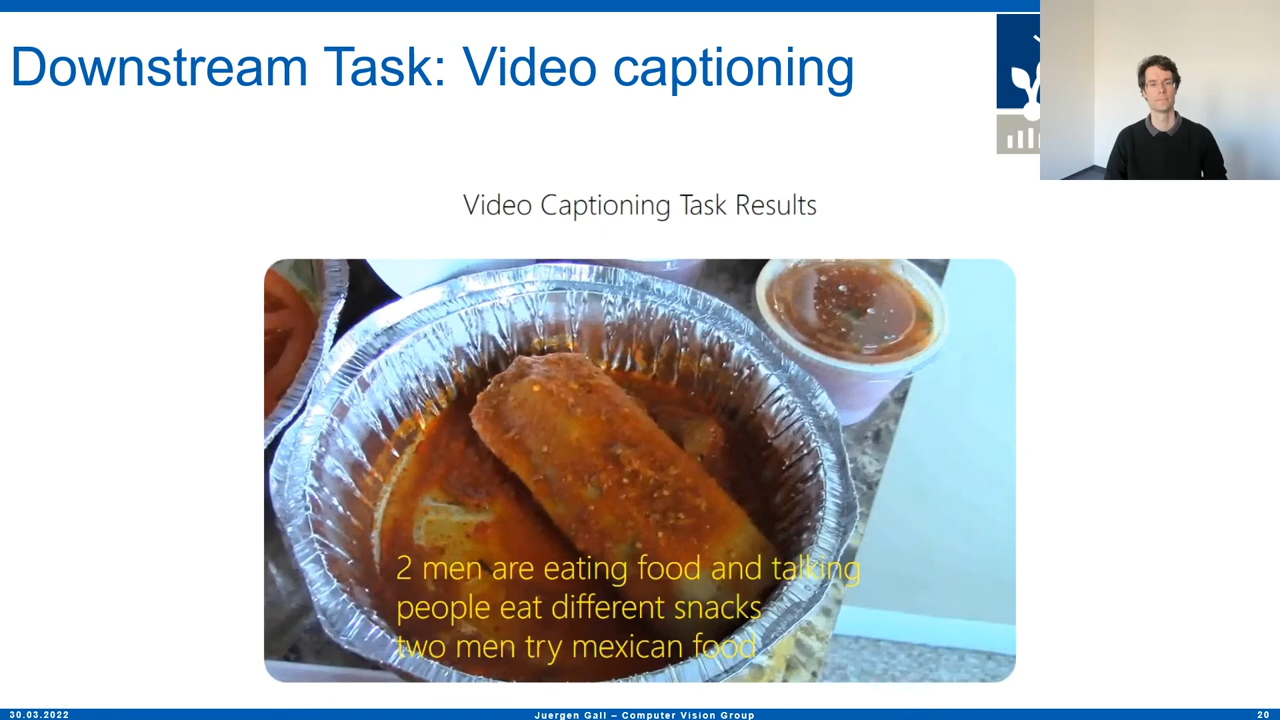 Downstream Task: Video captioning
Video Captioning Task Results
2 men are eating food and talking
people eat different snacks
two men try mexican food
30.03.2022
Juergen Gall – Computer Vision Group
20